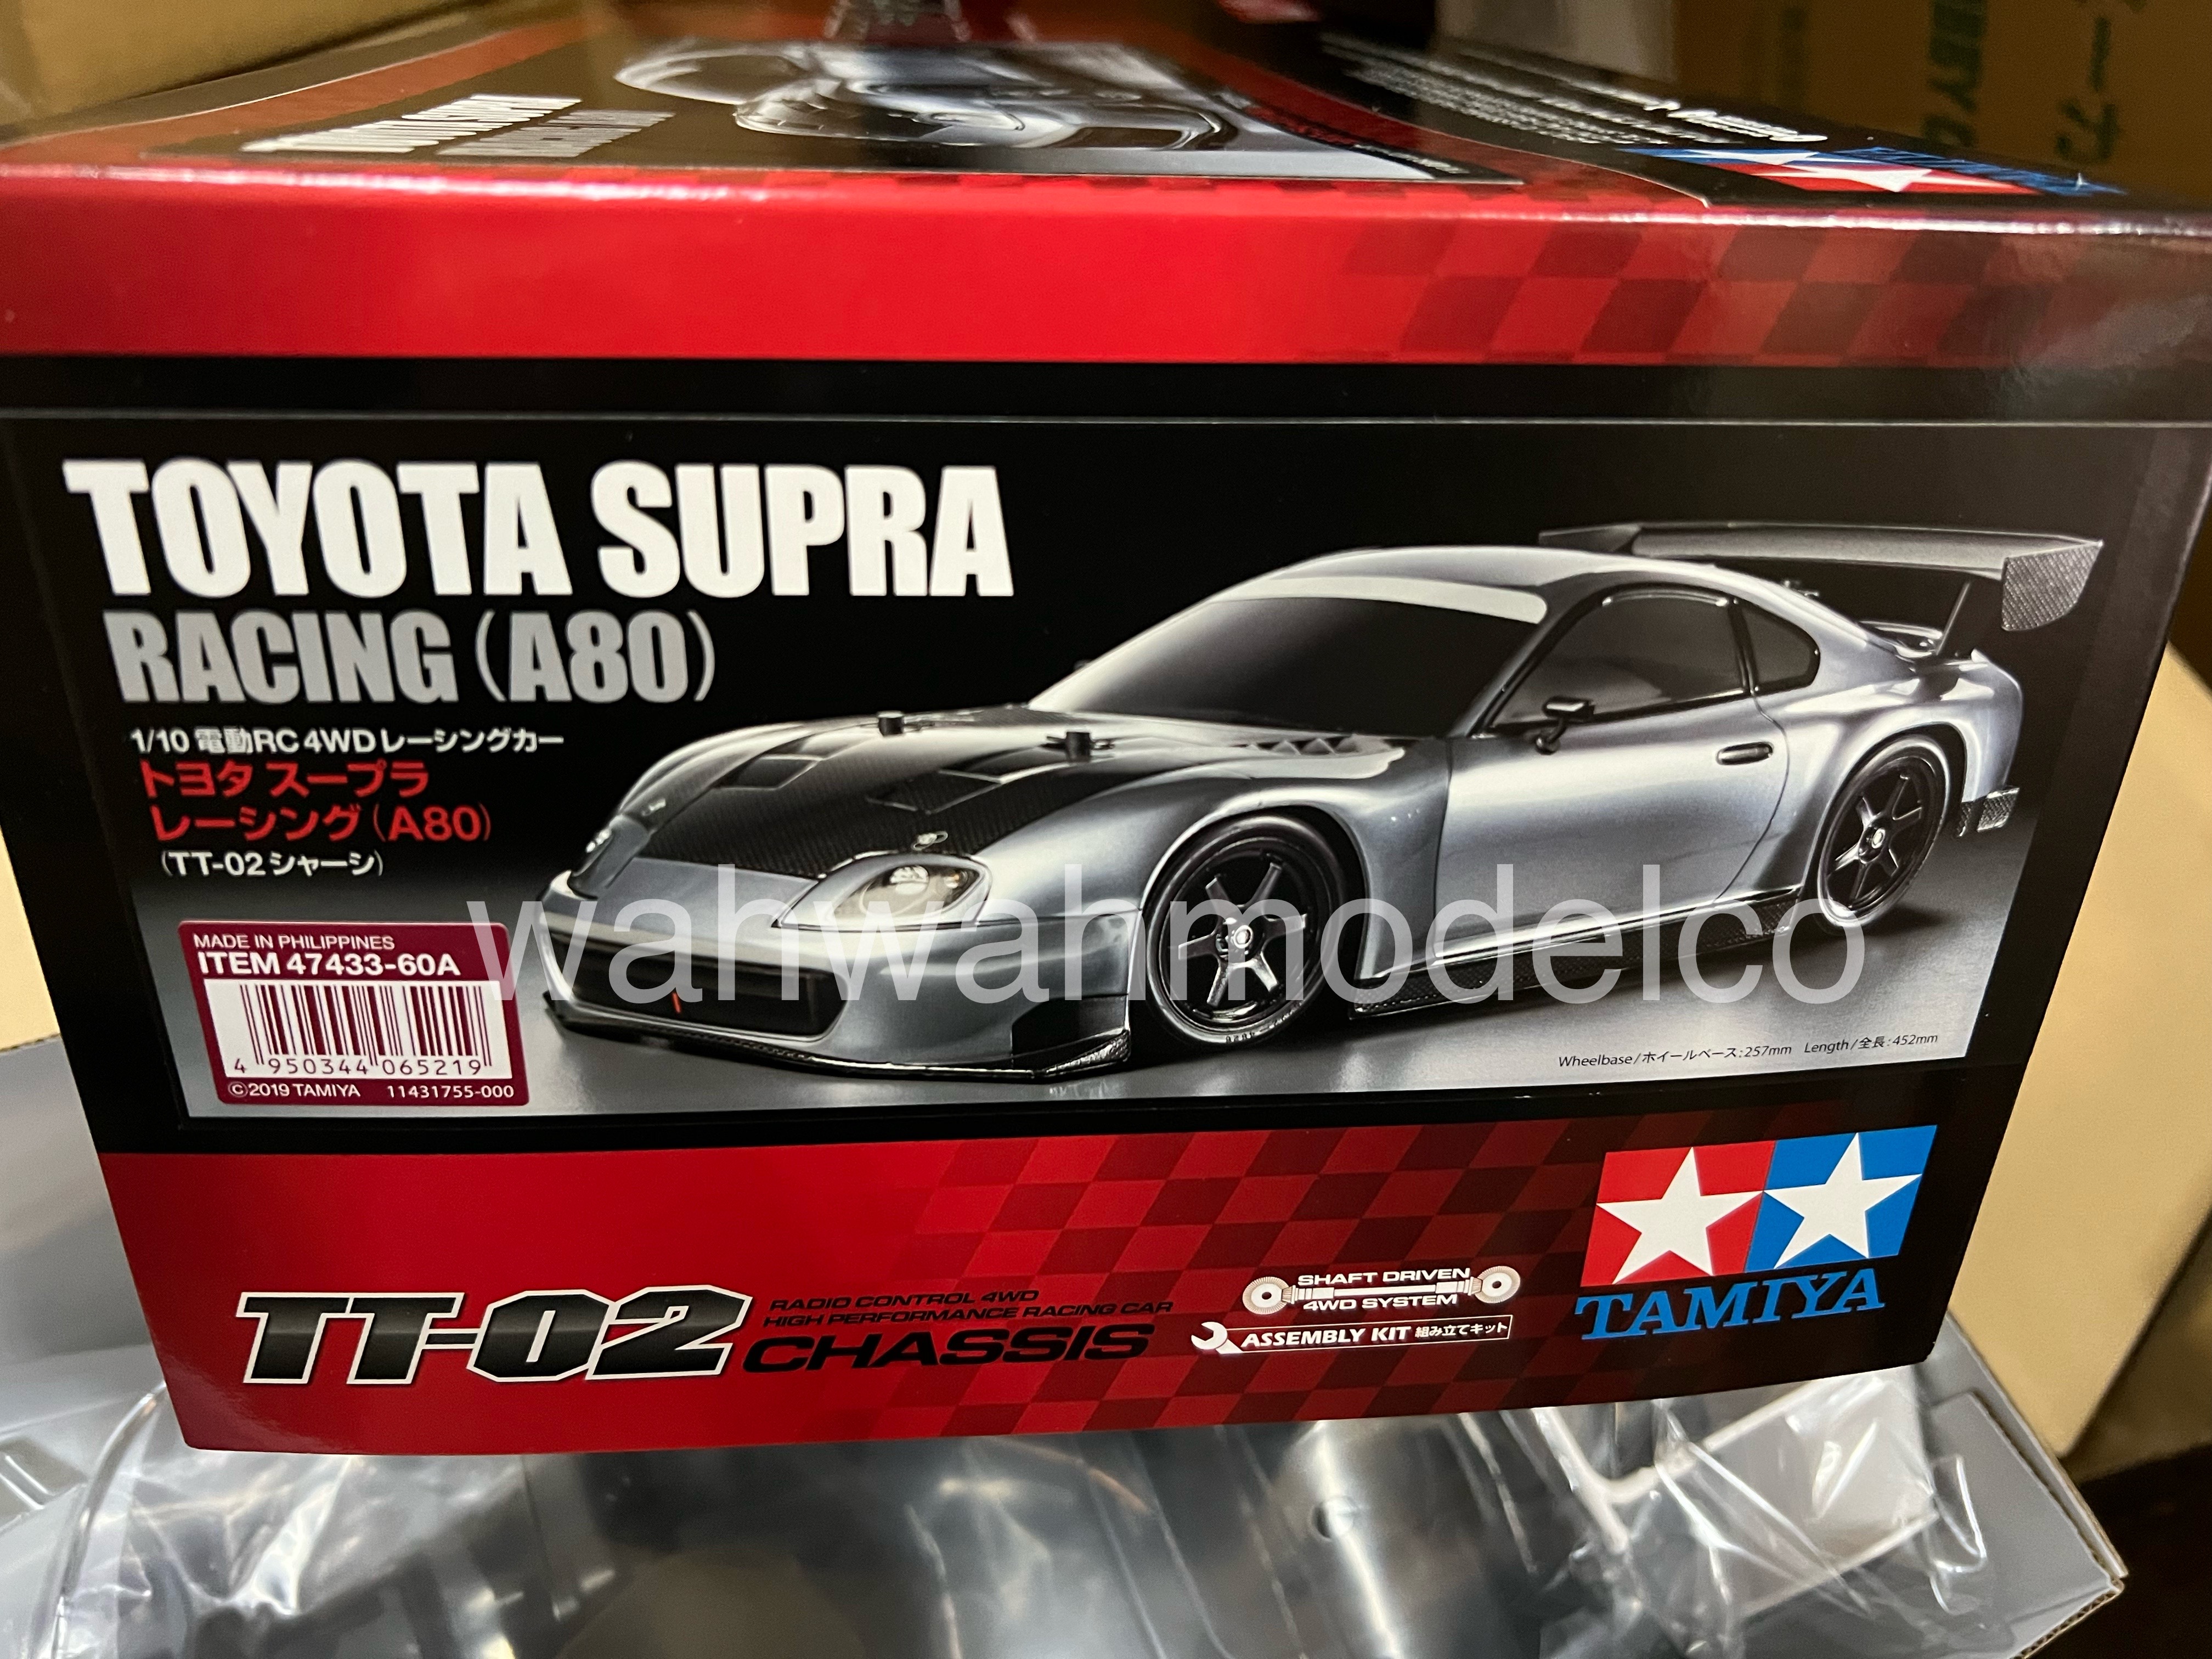 TAMIYA
TOYOTA SUPRA
RACING (A80)
1/10 電動RC 4WDレーシングカー
トヨタ スープラ
レーシング(A80)
(TT-02シャーシ)
MADE IN PHILIPPINES
ITEM 47433-60A
4 950344 065219
©2019 TAMIYA 11431755-000
wahwahmodelco
Wheelbase/ホイールベース:257mm Length/全長:452mm
TT-02
RADIO CONTROL 4WD
HIGH PERFORMANCE RACING CAR
CHASSIS
SHAFT DRIVEN
4WD SYSTEM
ASSEMBLY KIT 組み立てキット
TAMIYA